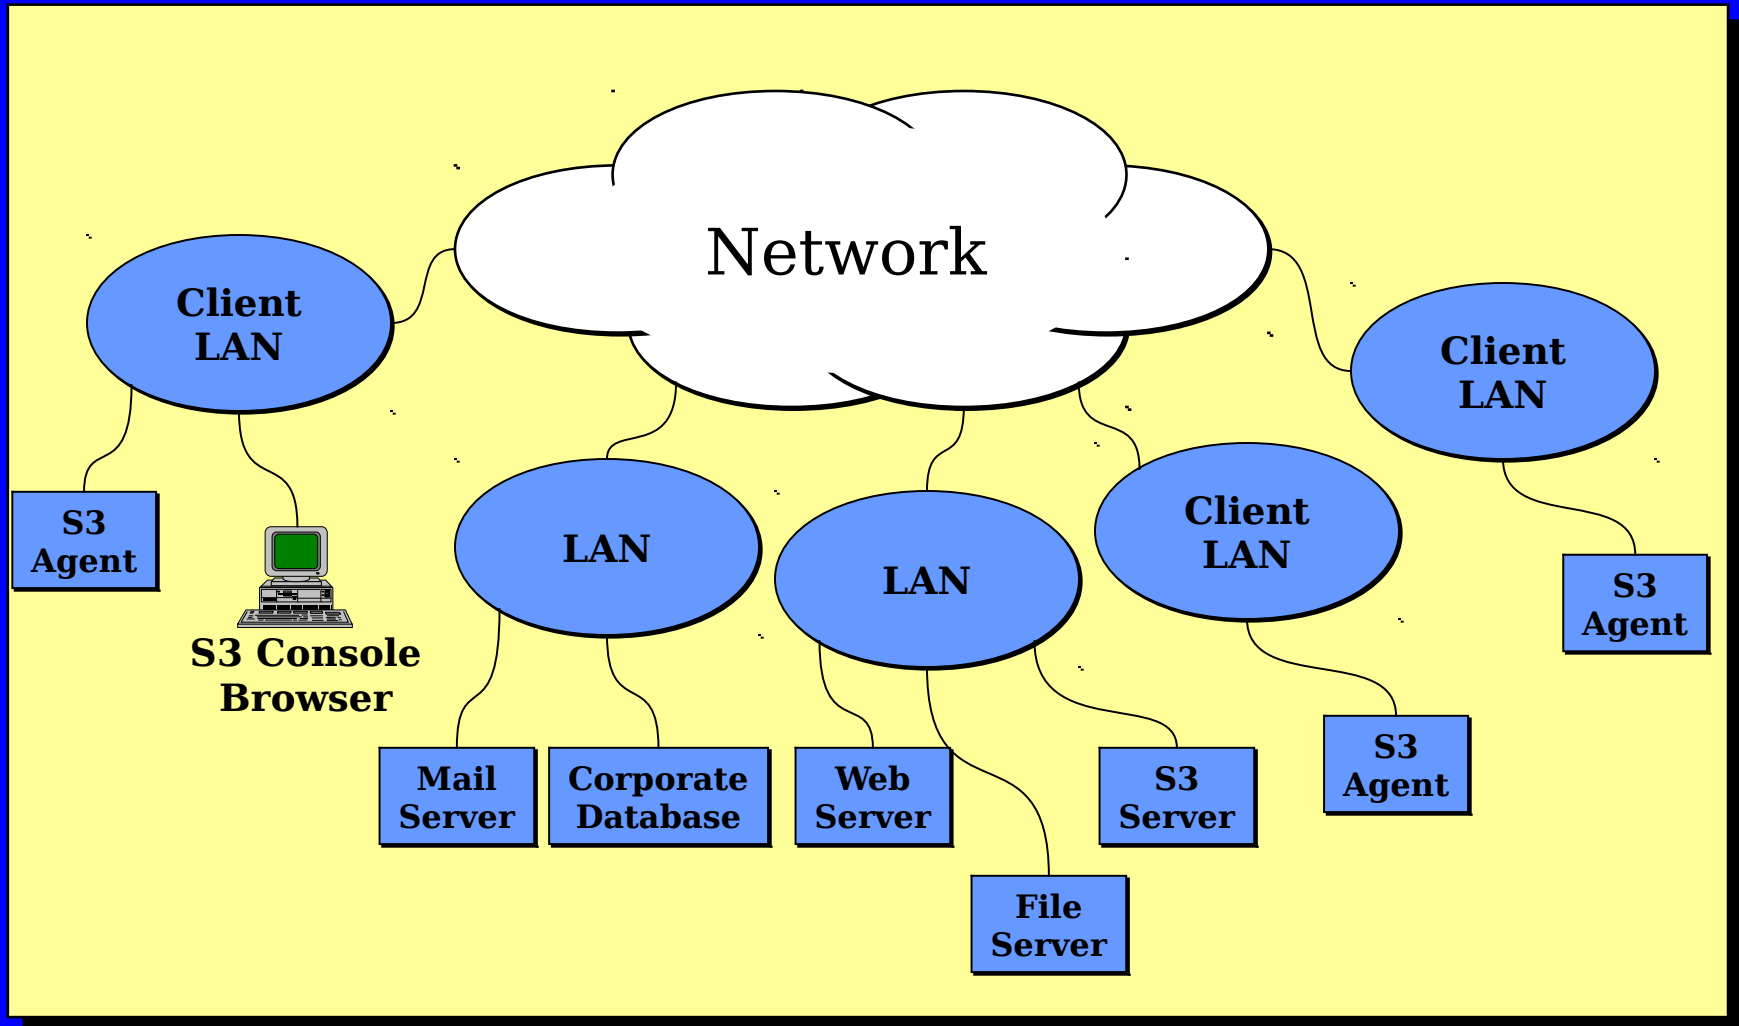 Network
Client
LAN
Client
LAN
S3
Agent
S3 Console
Browser
LAN
LAN
Client
LAN
S3
Agent
Mail
Server
Corporate
Database
Web
Server
S3
Server
S3
Agent
File
Server